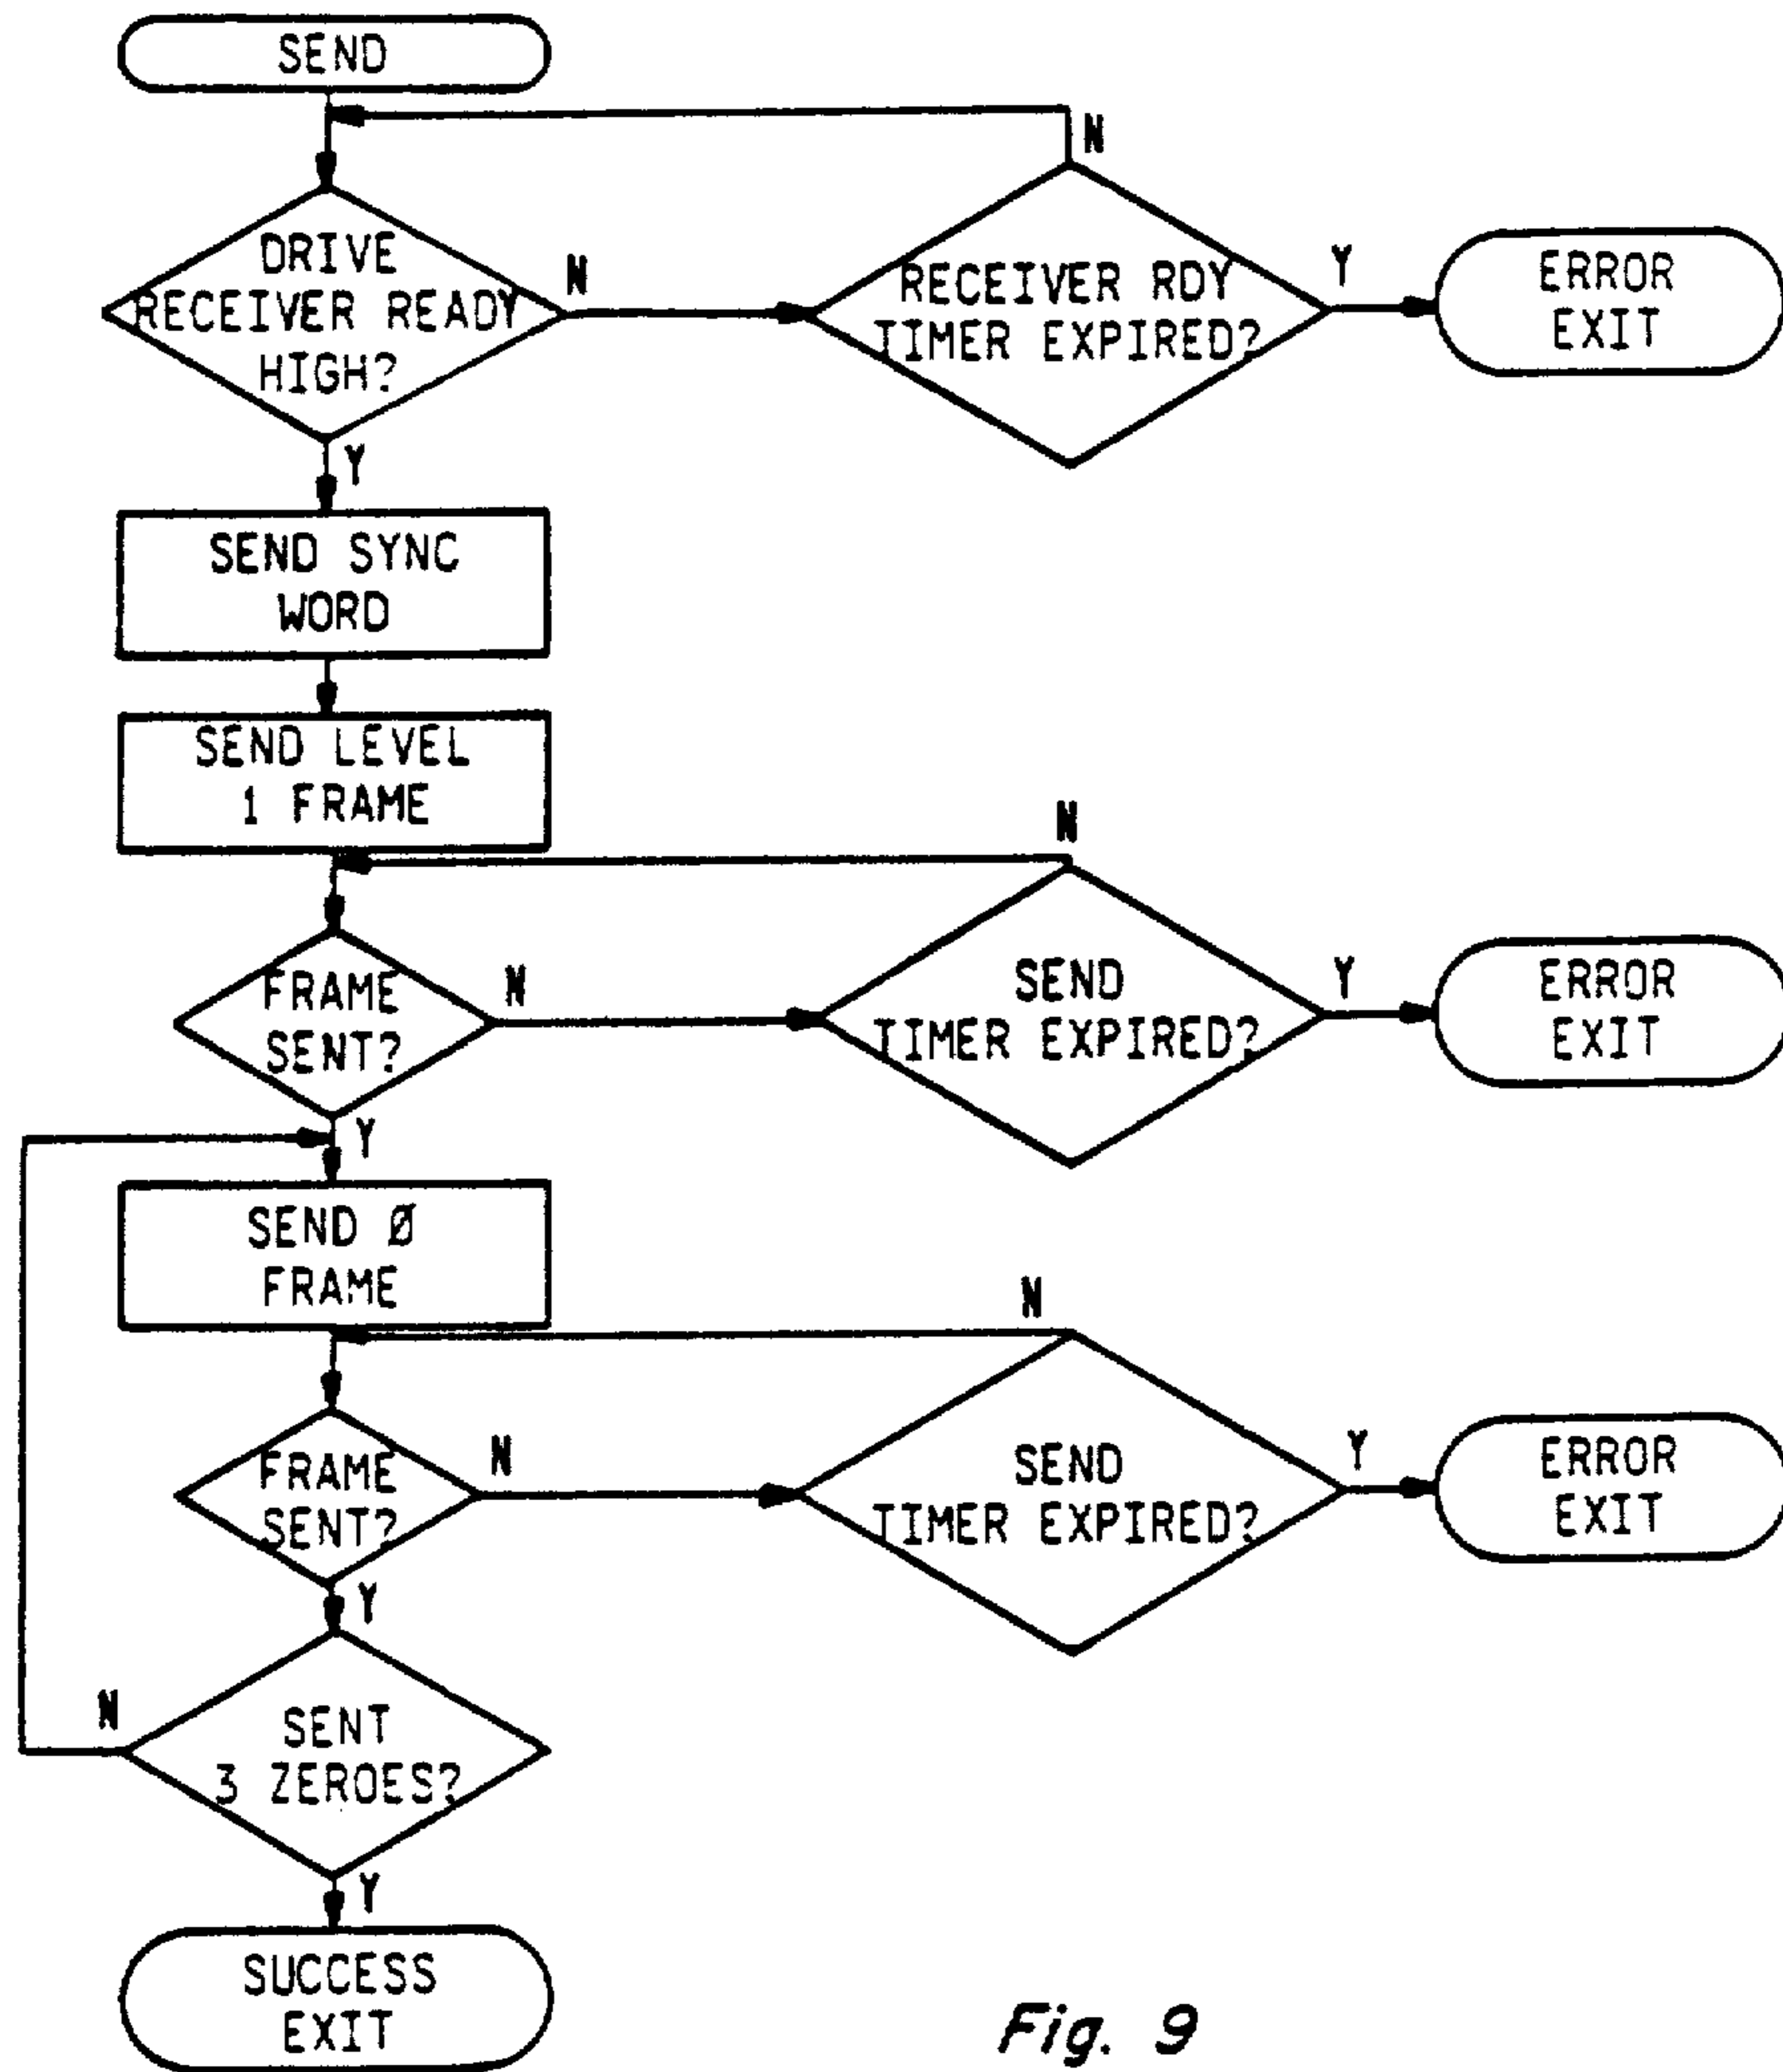 SEND
N
DRIVE
RECEIVER READY
HIGH?
N
RECEIVER RDY
TIMER EXPIRED?
Y
ERROR
EXIT
Y
SEND SYNC
WORD
SEND LEVEL
1 FRAME
N
FRAME
SENT?
N
SEND
TIMER EXPIRED?
Y
ERROR
EXIT
Y
SEND Ø
FRAME
N
FRAME
SENT?
N
SEND
TIMER EXPIRED?
Y
ERROR
EXIT
Y
N
SENT
3 ZEROES?
Y
SUCCESS
EXIT
Fig. 9